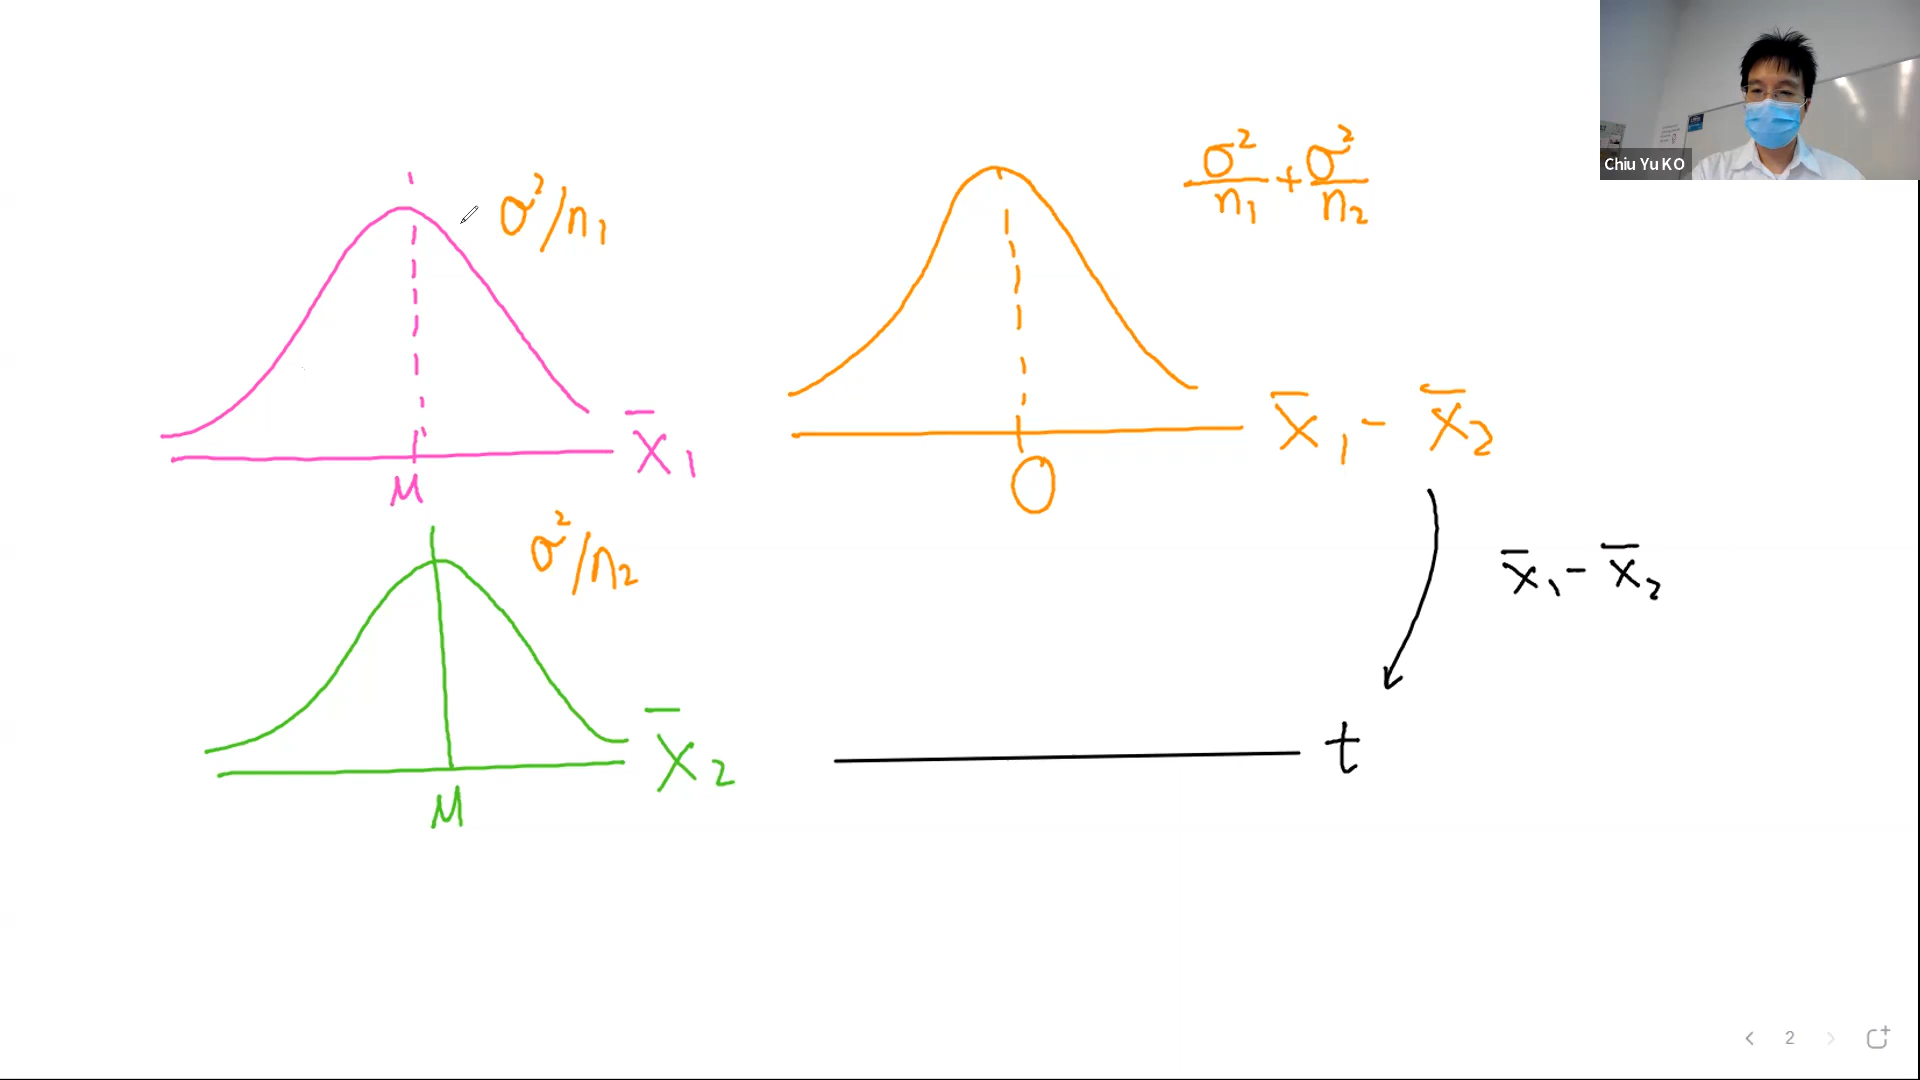 σ²/n₁
x̄₁
μ
σ²/n₂
x̄₂
μ
σ²/n₁ + σ²/n₂
x̄₁ - x̄₂
0
x̄₁ - x̄₂
t
Chiu Yu KO
2